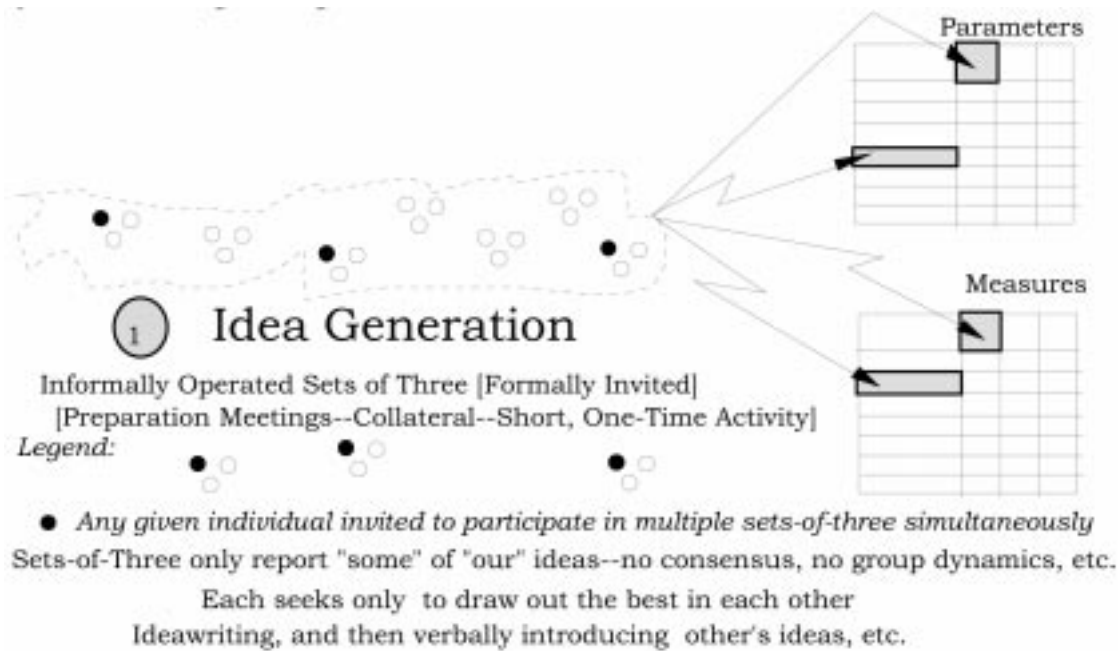 Parameters
Measures
1
Idea Generation
Informally Operated Sets of Three [Formally Invited]
[Preparation Meetings--Collateral--Short, One-Time Activity]
Legend:
Any given individual invited to participate in multiple sets-of-three simultaneously
Sets-of-Three only report "some" of "our" ideas--no consensus, no group dynamics, etc.
Each seeks only to draw out the best in each other
Ideawriting, and then verbally introducing other's ideas, etc.